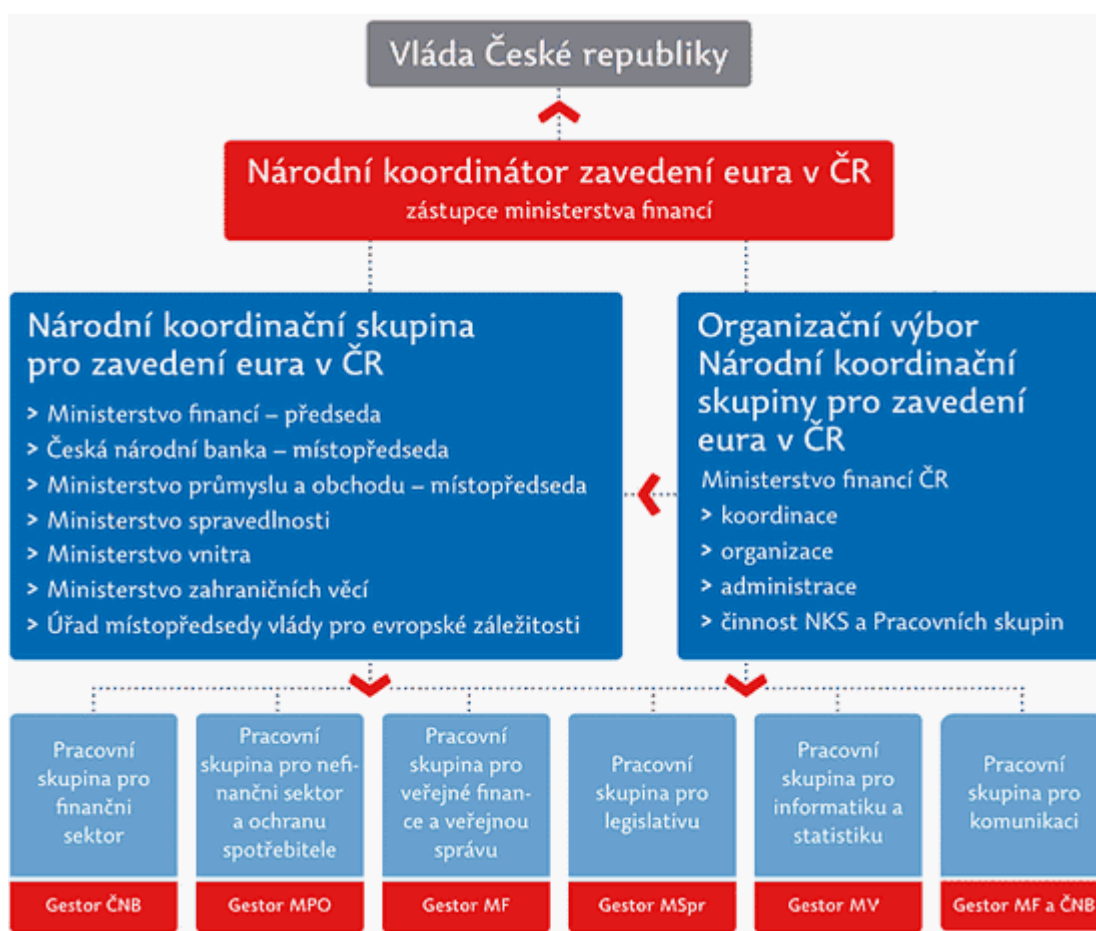 Vláda České republiky
Národní koordinátor zavedení eura v ČR
zástupce ministerstva financí
Národní koordinační skupina
pro zavedení eura v ČR
> Ministerstvo financí – předseda
> Česká národní banka – místopředseda
> Ministerstvo průmyslu a obchodu – místopředseda
> Ministerstvo spravedlnosti
> Ministerstvo vnitra
> Ministerstvo zahraničních věcí
> Úřad místopředsedy vlády pro evropské záležitosti
Organizační výbor
Národní koordinační
skupiny pro zavedení
eura v ČR
Ministerstvo financí ČR
> koordinace
> organizace
> administrace
> činnost NKS a Pracovních skupin
Pracovní
skupina pro
finančni
sektor
Gestor ČNB
Pracovní
skupina pro nefi-
nančni sektor
a ochranu
spotřebitele
Gestor MPO
Pracovní
skupina pro
veřejné finan-
ce a veřejnou
správu
Gestor MF
Pracovní
skupina pro
legislativu
Gestor MSpr
Pracovní
skupina pro
informatiku a
statistiku
Gestor MV
Pracovní
skupina pro
komunikaci
Gestor MF a ČNB